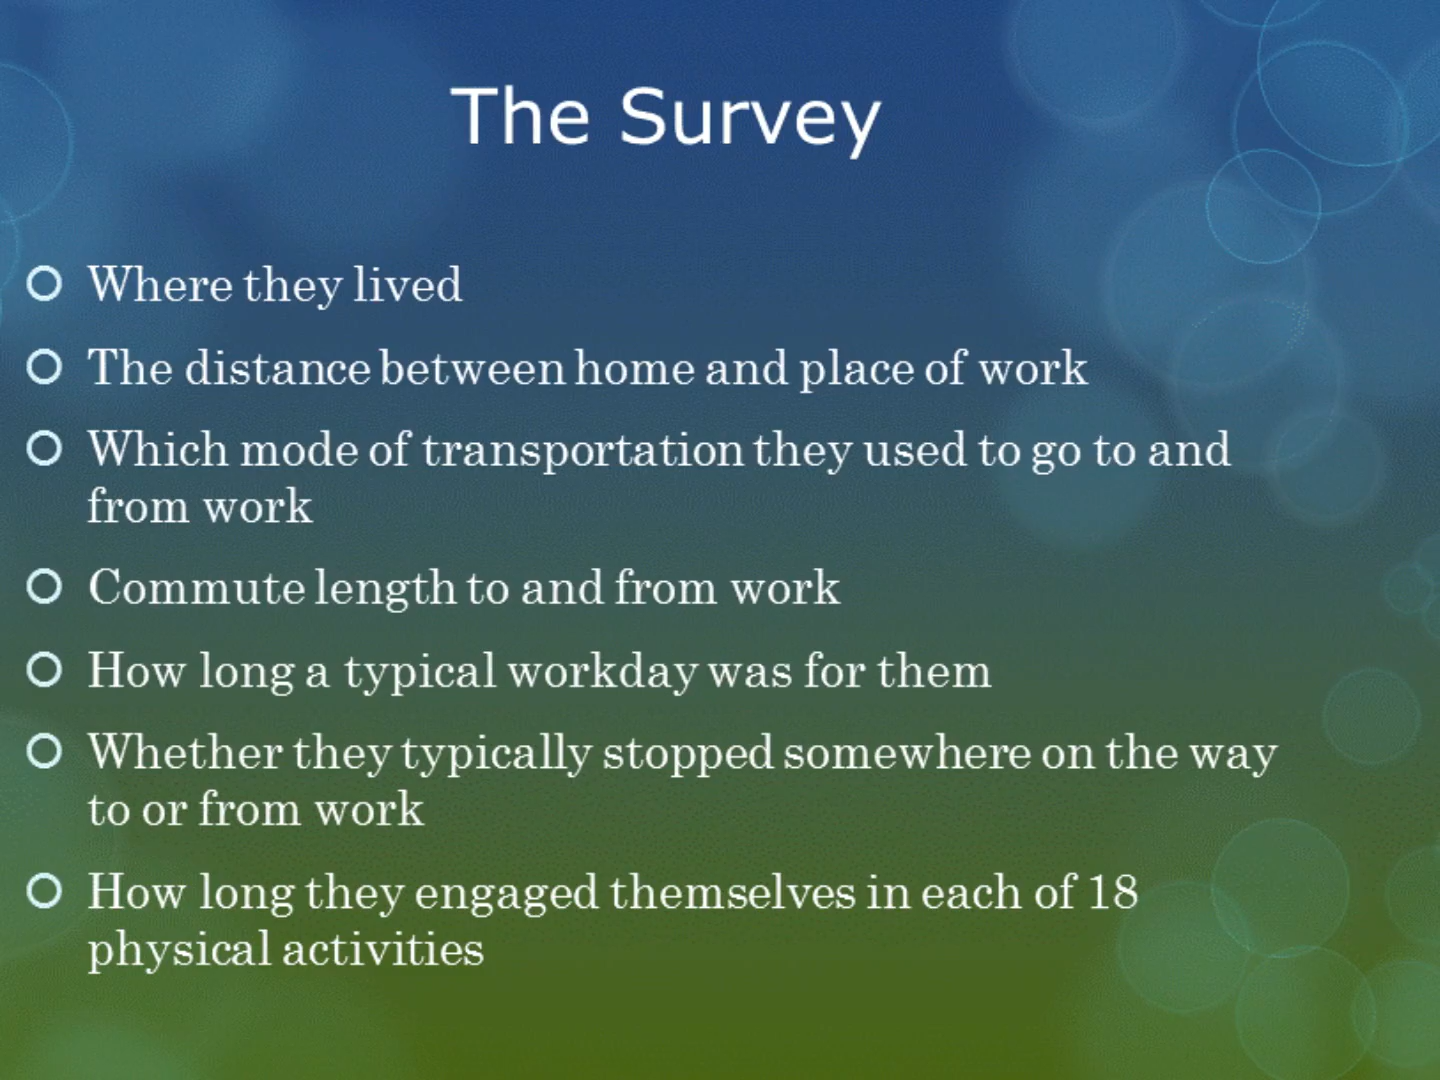 The Survey
Where they lived
The distance between home and place of work
Which mode of transportation they used to go to and
from work
Commute length to and from work
How long a typical workday was for them
Whether they typically stopped somewhere on the way
to or from work
How long they engaged themselves in each of 18
physical activities